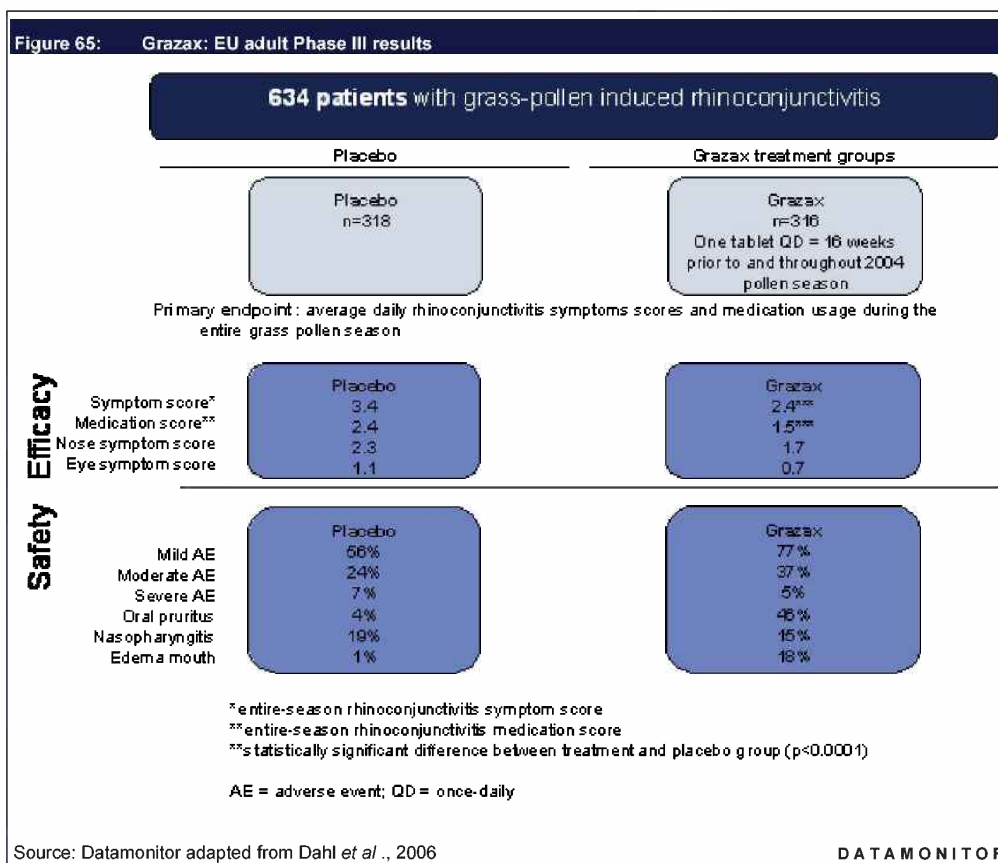 Figure 65: Grazax: EU adult Phase III results
634 patients with grass-pollen induced rhinoconjunctivitis
Placebo
Grazax treatment groups
Placebo
n=318
Grazax
n=316
One tablet QD = 16 weeks
prior to and throughout 2004
pollen season
Primary endpoint: average daily rhinoconjunctivitis symptoms scores and medication usage during the
entire grass pollen season
Efficacy
Placebo Grazax
Symptom score* 3.4 2.4***
Medication score** 2.4 1.5***
Nose symptom score 2.3 1.7
Eye symptom score 1.1 0.7
Safety
Placebo Grazax
Mild AE 56% 77%
Moderate AE 24% 37%
Severe AE 7% 5%
Oral pruritus 4% 46%
Nasopharyngitis 19% 15%
Edema mouth 1% 18%
*entire-season rhinoconjunctivitis symptom score
**entire-season rhinoconjunctivitis medication score
**statistically significant difference between treatment and placebo group (p<0.0001)
AE = adverse event; QD = once-daily
Source: Datamonitor adapted from Dahl et al ., 2006
DATAMONITOR